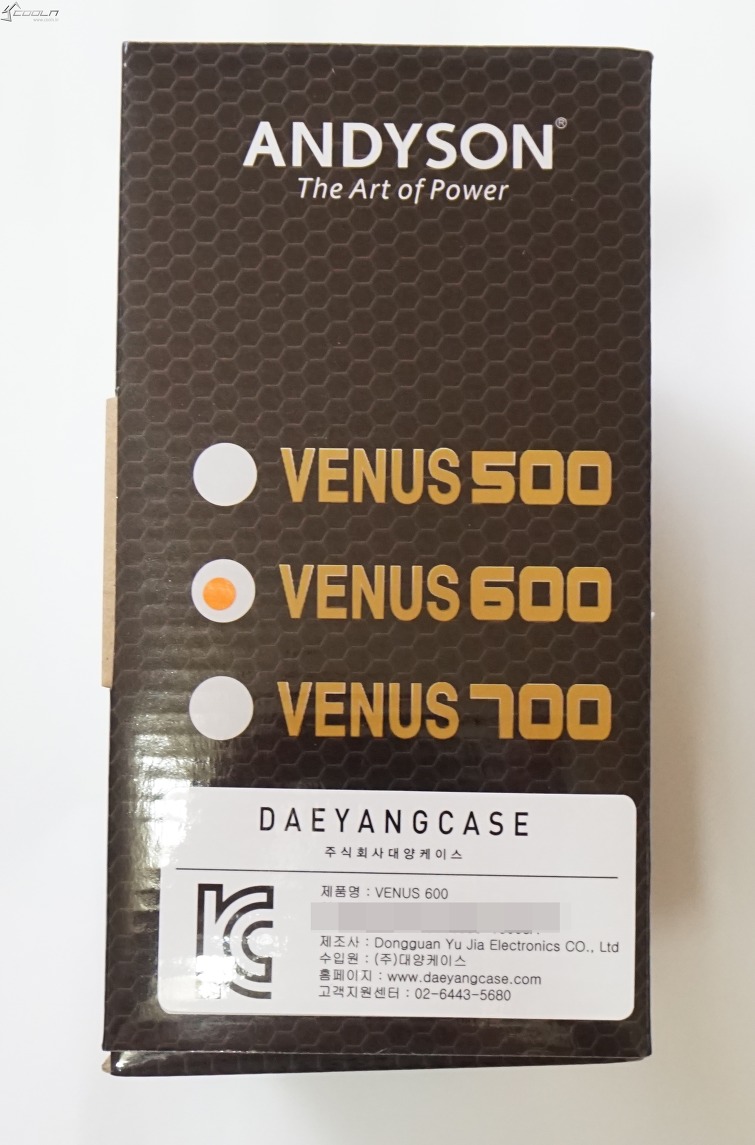 COOLN
ANDYSON®
The Art of Power
VENUS 500
VENUS 600
VENUS 700
DAEYANGCASE
주식회사대양케이스
제품명 : VENUS 600
제조사 : Dongguan Yu Jia Electronics CO., Ltd
수입원 : (주)대양케이스
홈페이지 : www.daeyangcase.com
고객지원센터 : 02-6443-5680